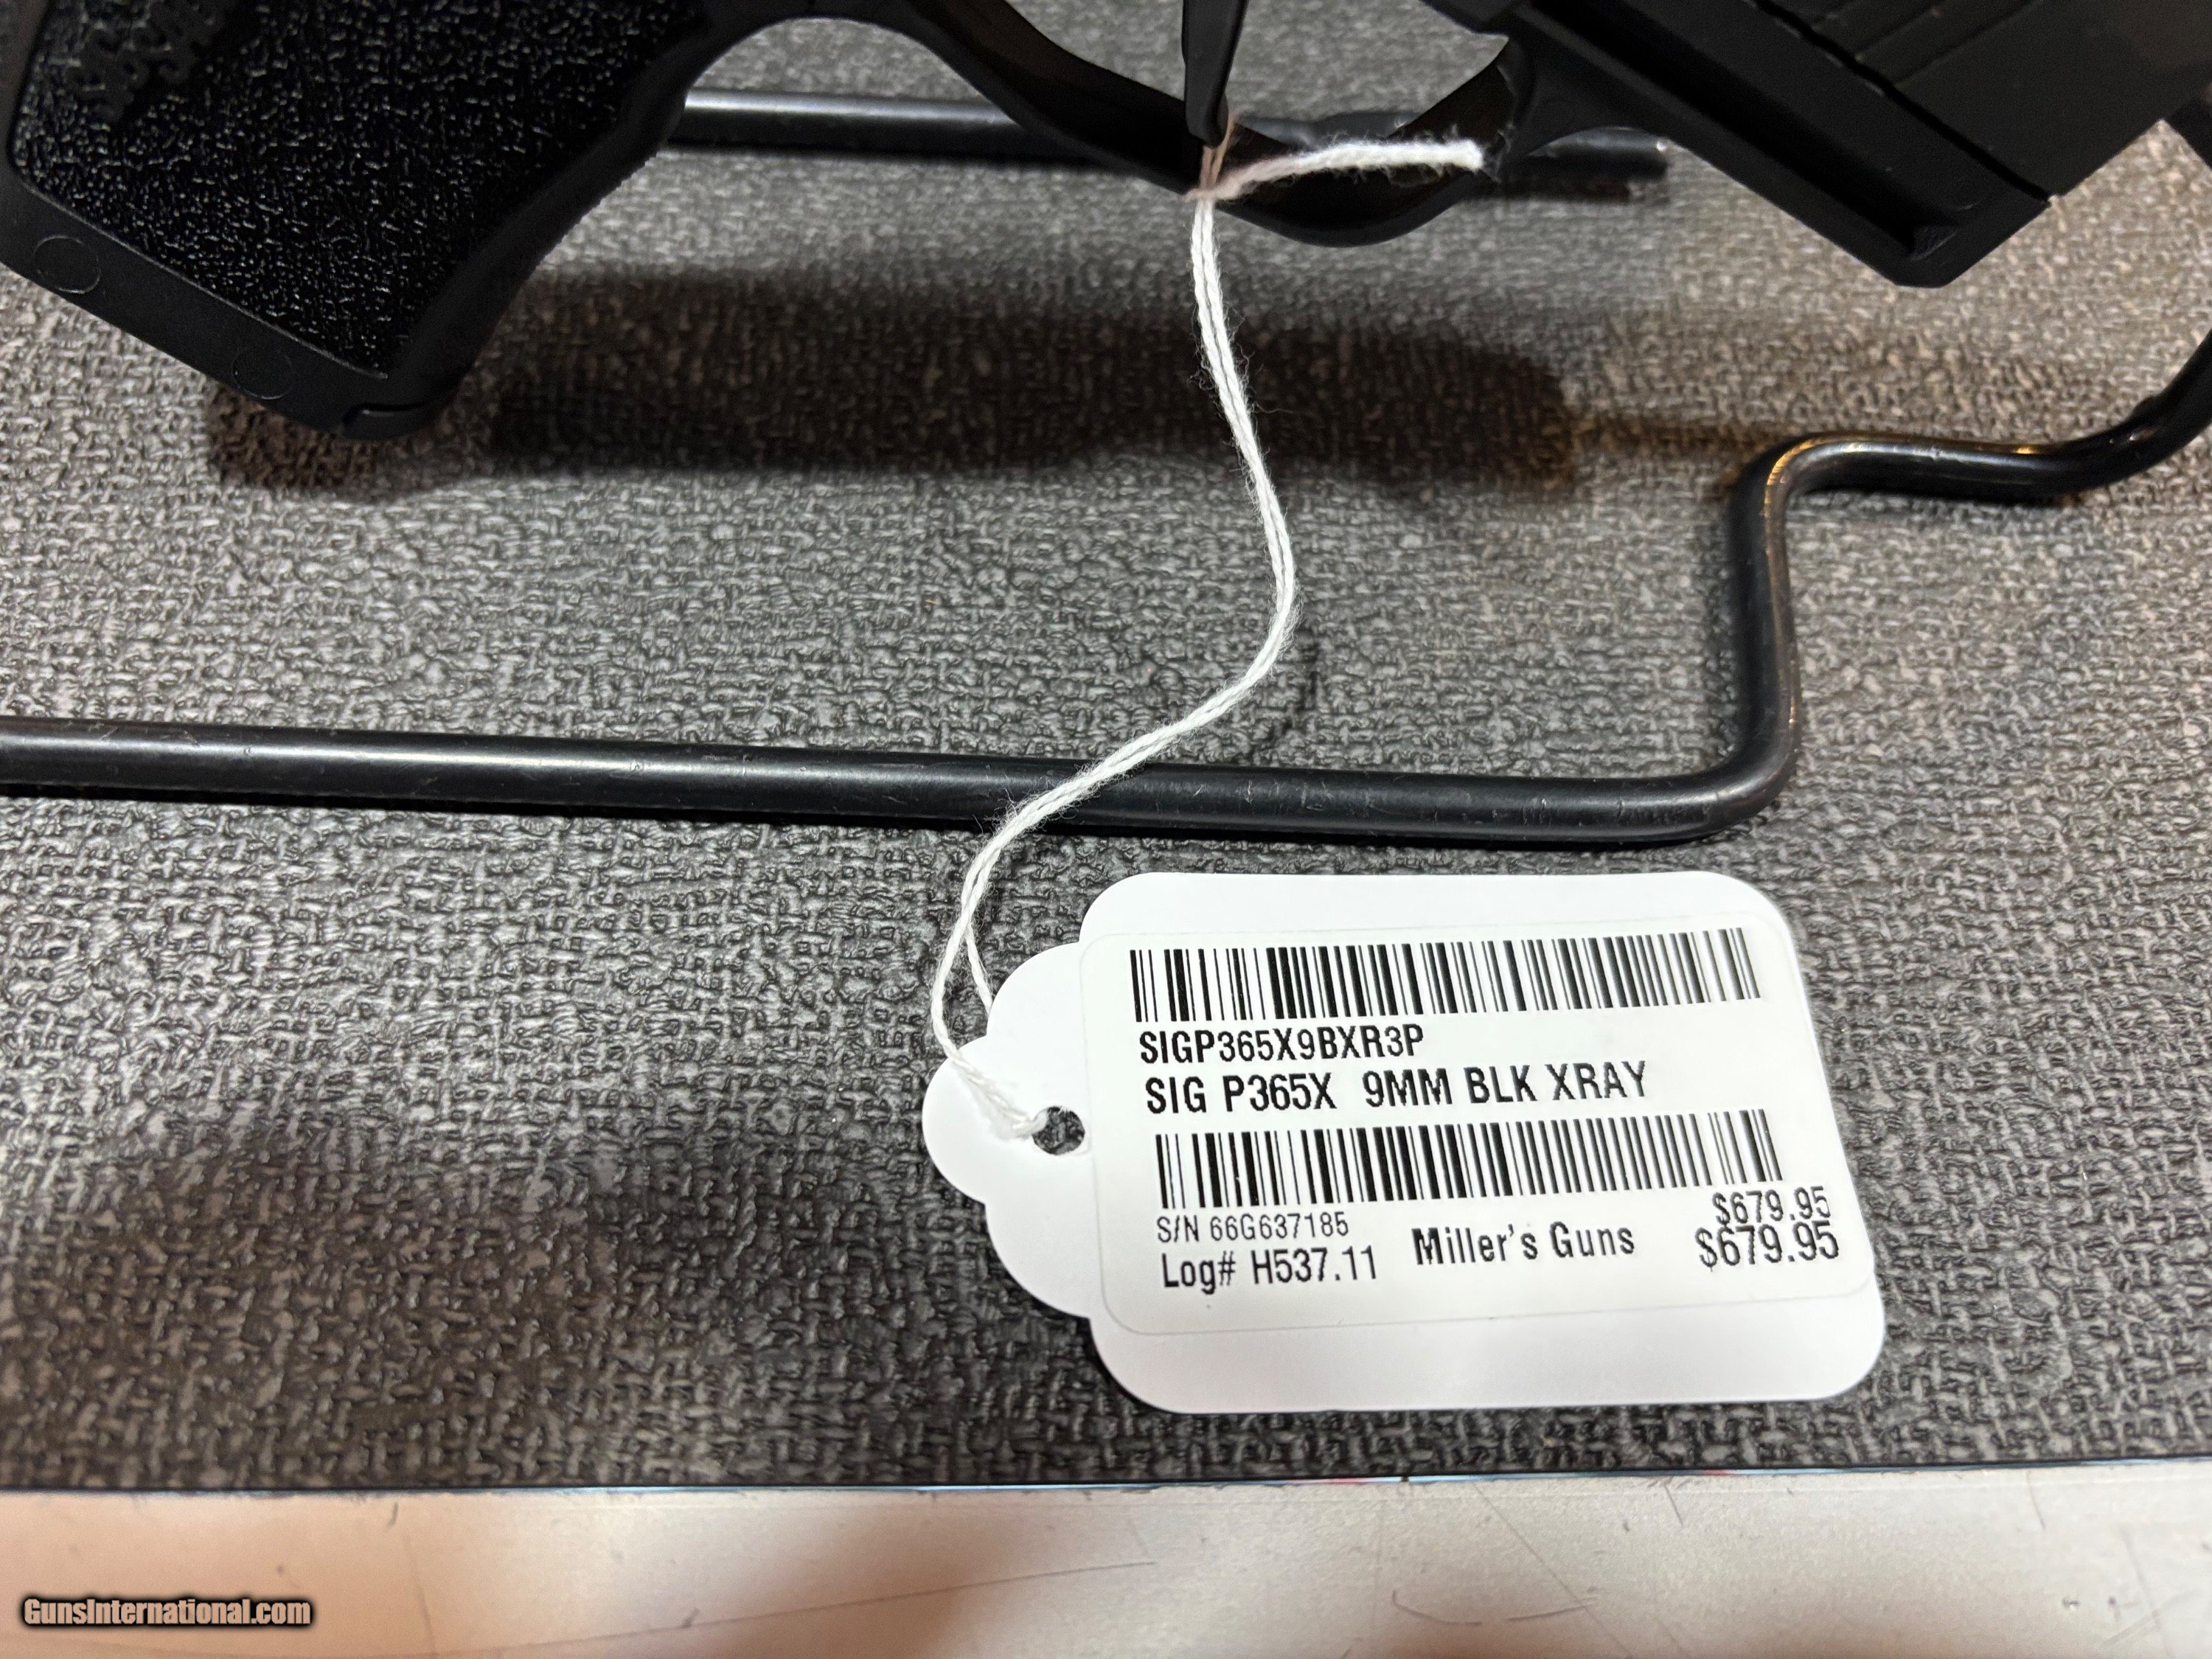 SIGP365X9BXR3P
SIG P365X 9MM BLK XRAY
$679.95
S/N 66G637185
Log# H537.11 Miller's Guns $679.95
GunsInternational.com